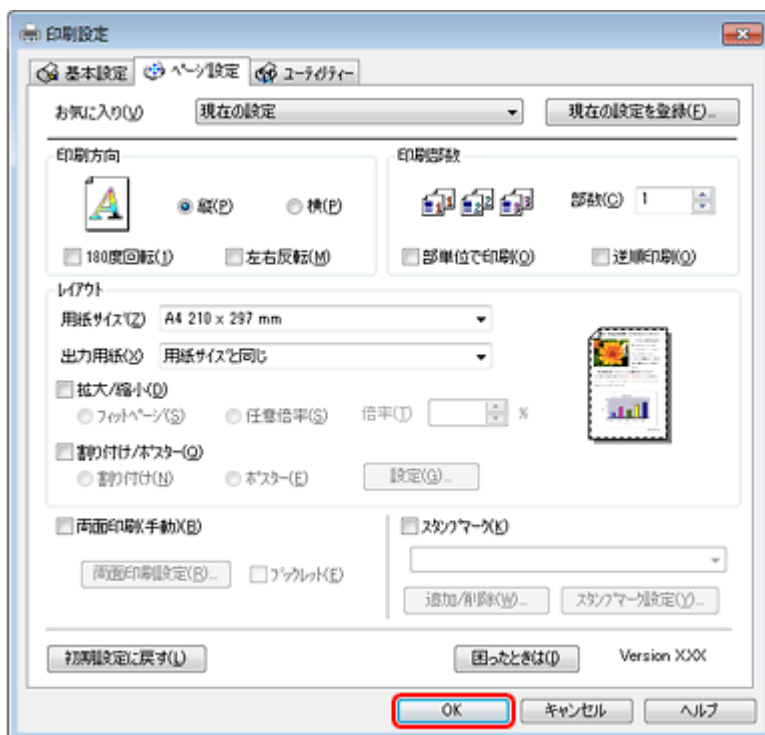 印刷設定
基本設定 ページ設定 ユーティリティー
お気に入り(V) 現在の設定 現在の設定を登録(F)...
印刷方向 印刷部数
縦(P) 横(P) 部数(C) 1
180度回転(1) 左右反転(M) 部単位で印刷(O) 逆順印刷(O)
レイアウト
用紙サイズ(Z) A4 210 x 297 mm
出力用紙(X) 用紙サイズと同じ
拡大/縮小(D)
フィットページ(S) 任意倍率(S) 倍率(T) %
割り付け/ポスター(Q)
割り付け(N) ポスター(E) 設定(G)...
両面印刷(手動)(B) スタンプマーク(K)
両面印刷設定(R)... ブックレット(E)
追加/削除(W)... スタンプマーク設定(Y)...
初期設定に戻す(L) 困ったときは(I) Version XXX
OK キャンセル ヘルプ